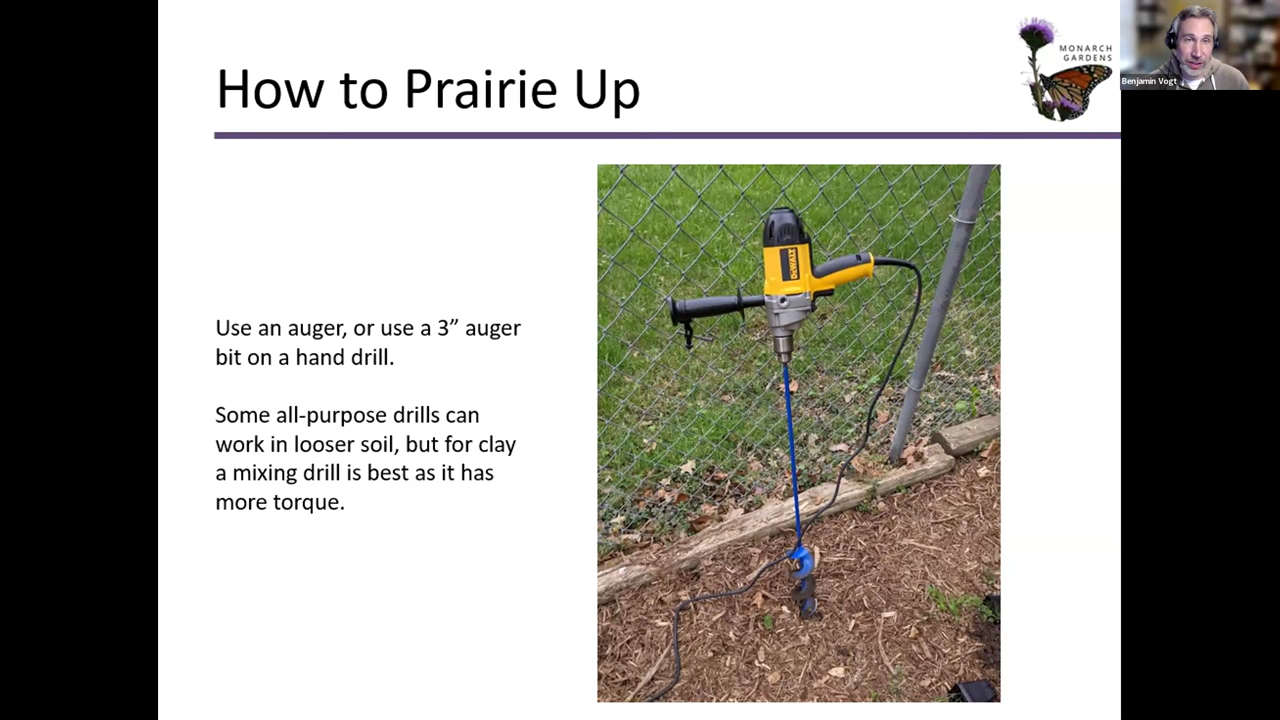 How to Prairie Up
MONARCH
GARDENS
Benjamin Vogt
Use an auger, or use a 3” auger
bit on a hand drill.
Some all-purpose drills can
work in looser soil, but for clay
a mixing drill is best as it has
more torque.
DEWALT